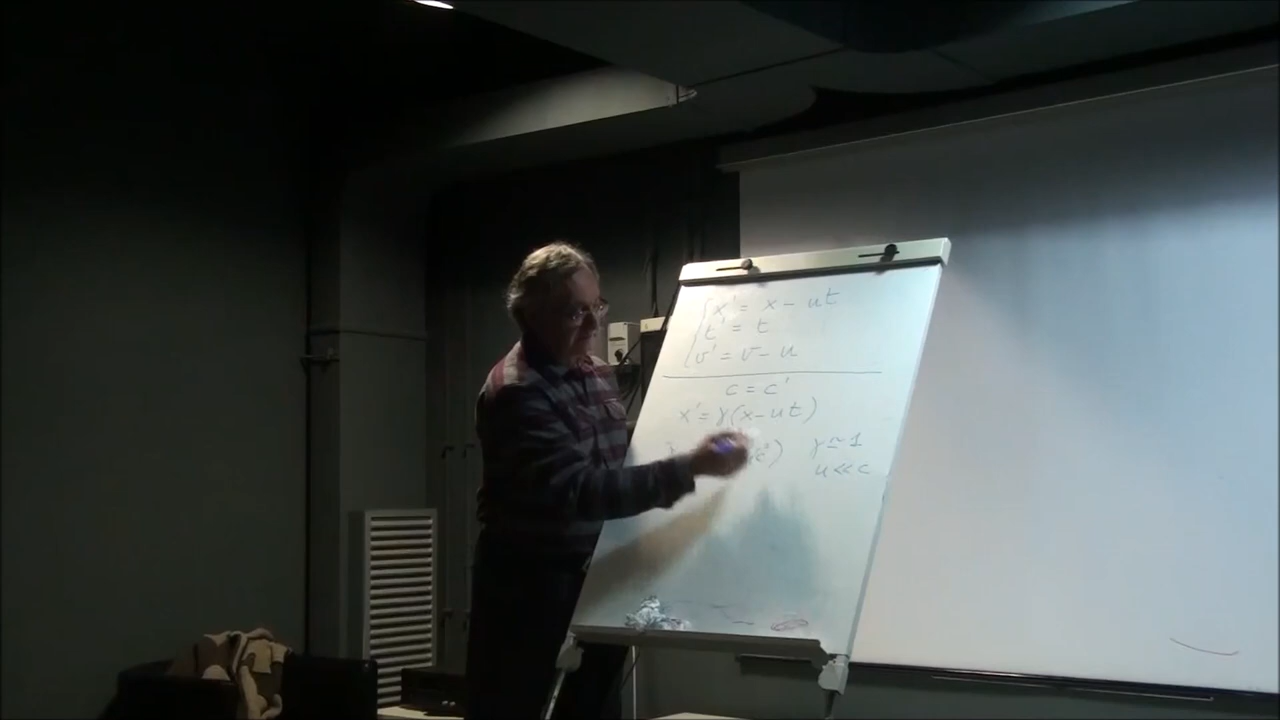 x' = x - ut
t' = t
v' = v - u
c = c'
x' = γ(x - ut)
γ ≃ 1
u << c